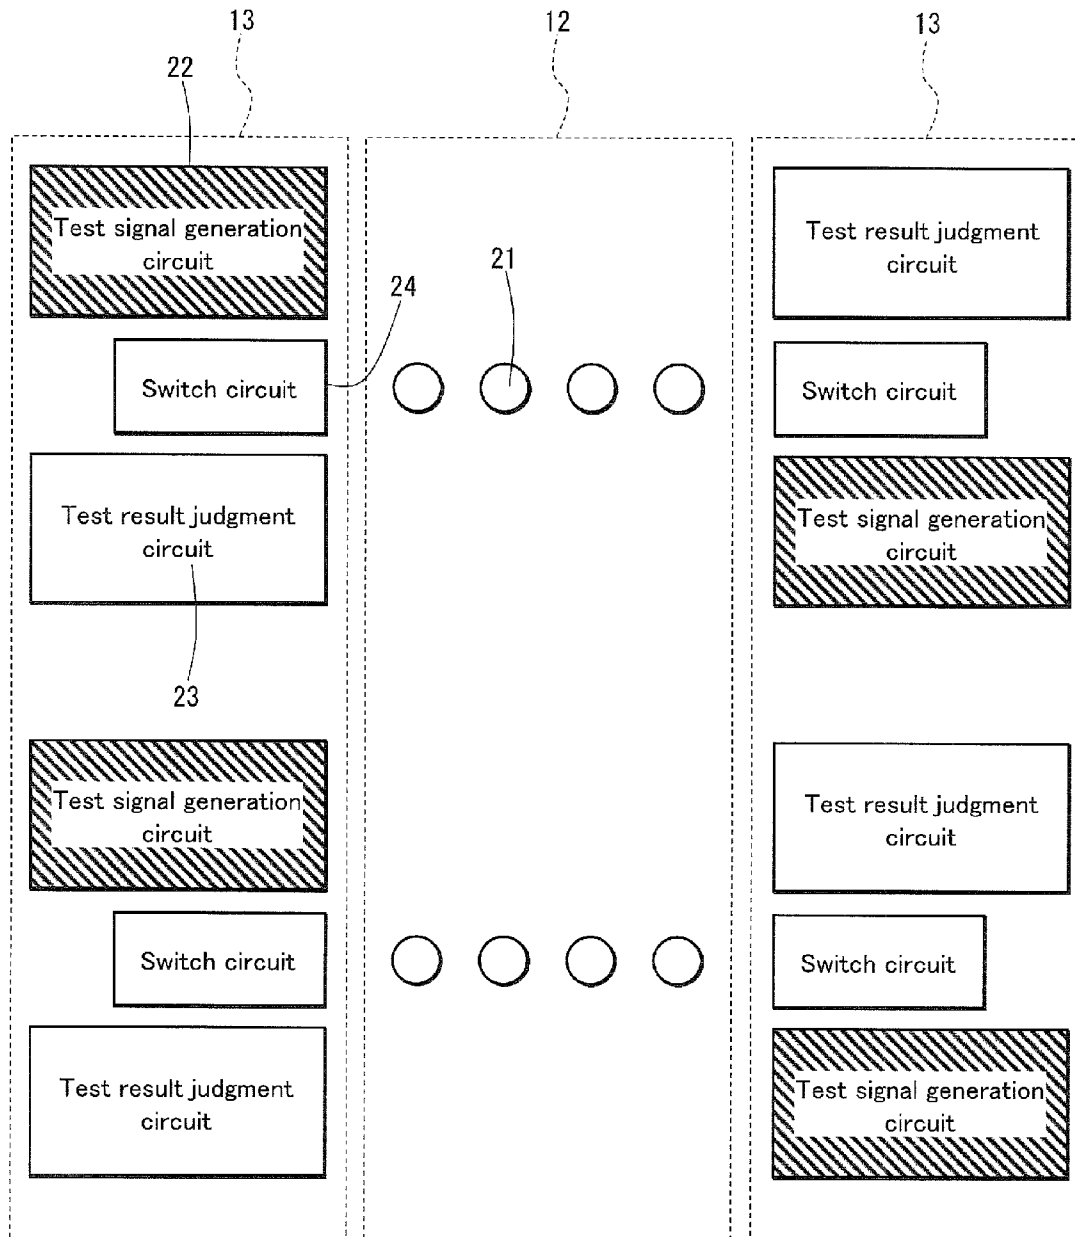 13
12
13
22
Test signal generation
circuit
Test result judgment
circuit
21
24
Switch circuit
Switch circuit
Test result judgment
circuit
Test signal generation
circuit
23
Test signal generation
circuit
Test result judgment
circuit
Switch circuit
Switch circuit
Test result judgment
circuit
Test signal generation
circuit